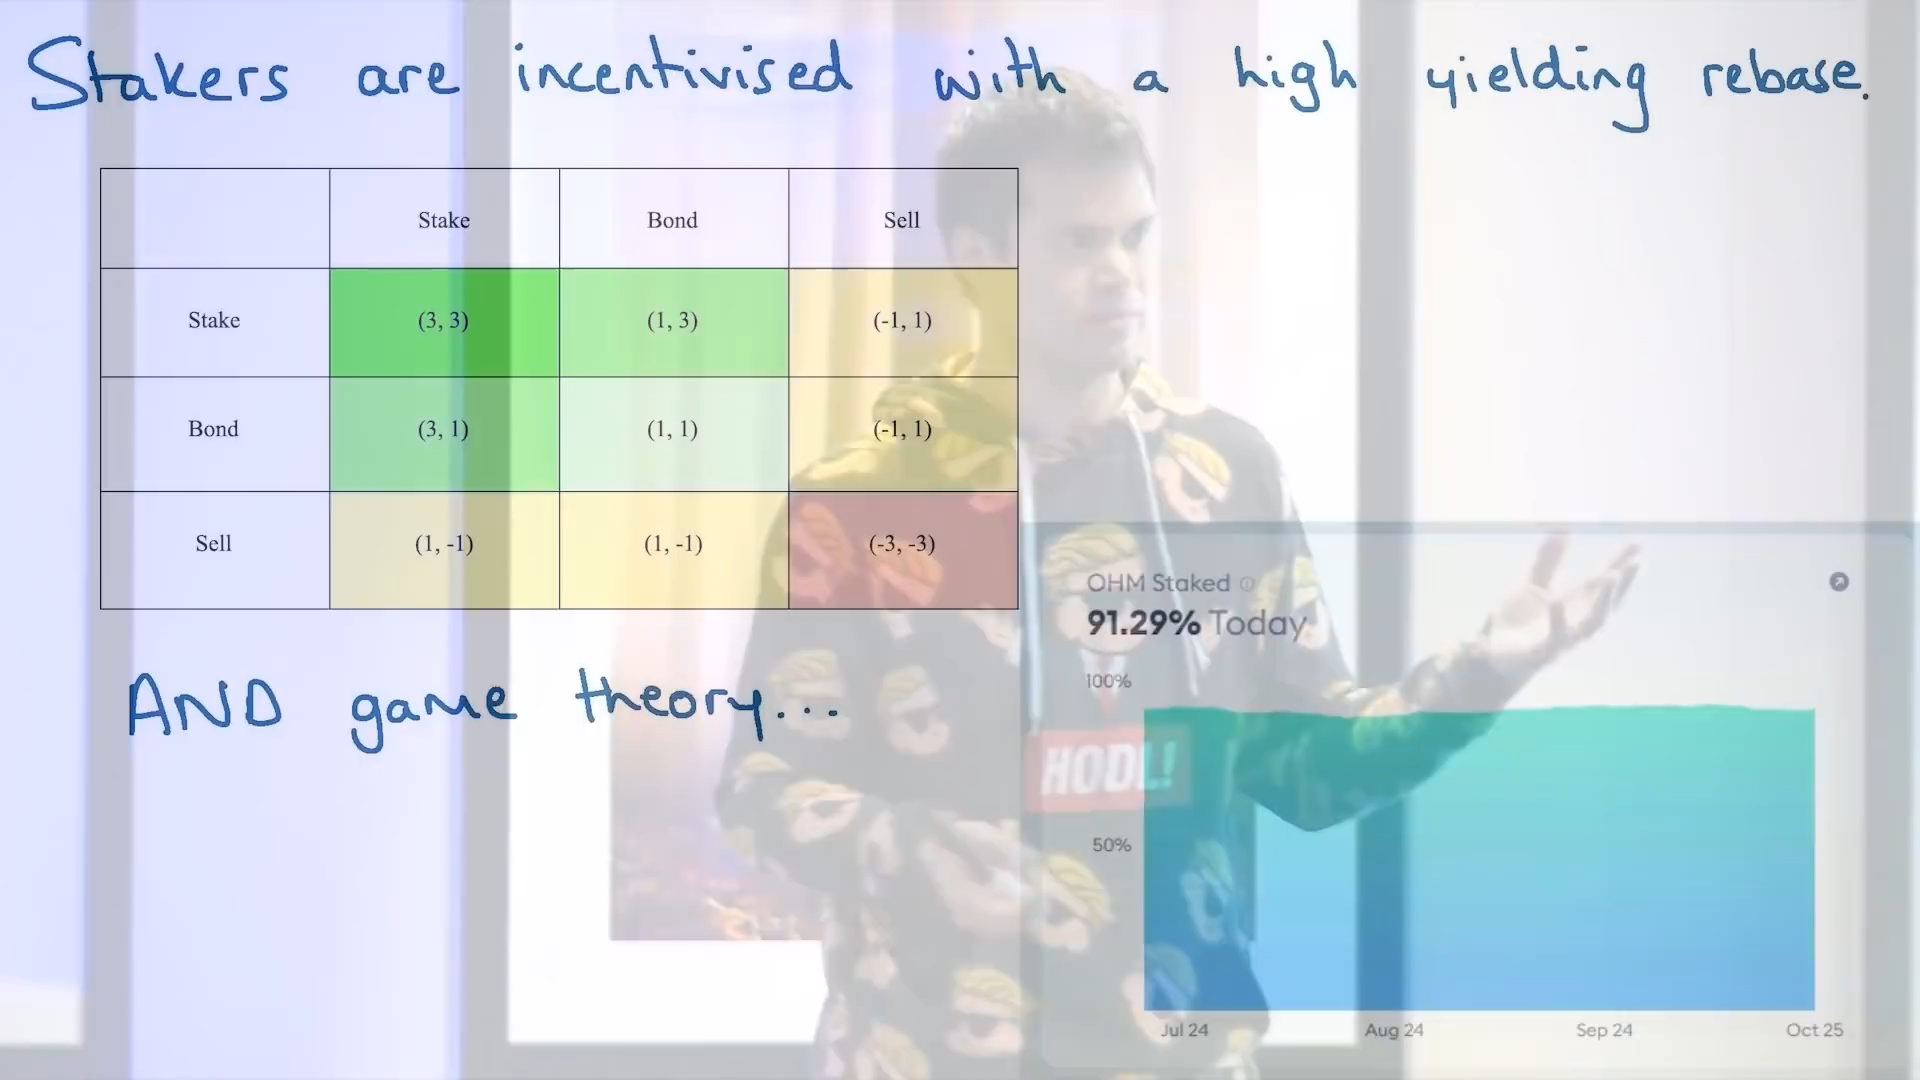 Stakers are incentivised with a high yielding rebase.
Stake Bond Sell
Stake (3, 3) (1, 3) (-1, 1)
Bond (3, 1) (1, 1) (-1, 1)
Sell (1, -1) (1, -1) (-3, -3)
AND game theory...
OHM Staked
91.29% Today
100%
50%
Jul 24 Aug 24 Sep 24 Oct 25
HODL!